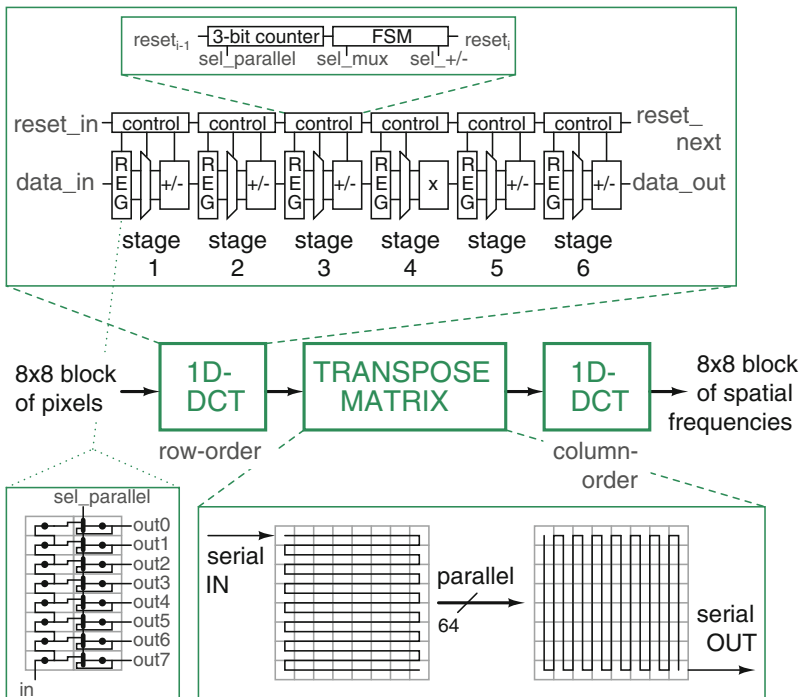 reset i-1 3-bit counter FSM reset i
sel_parallel sel_mux sel_+/-
reset_in control control control control control control reset_
next
data_in REG +/- REG +/- REG +/- REG x REG +/- REG +/- data_out
stage stage stage stage stage stage
1 2 3 4 5 6
8x8 block
of pixels
1D-
DCT
row-order
TRANSPOSE
MATRIX
1D-
DCT
column-
order
8x8 block
of spatial
frequencies
sel_parallel
out0
out1
out2
out3
out4
out5
out6
out7
in
serial
IN
parallel
64
serial
OUT